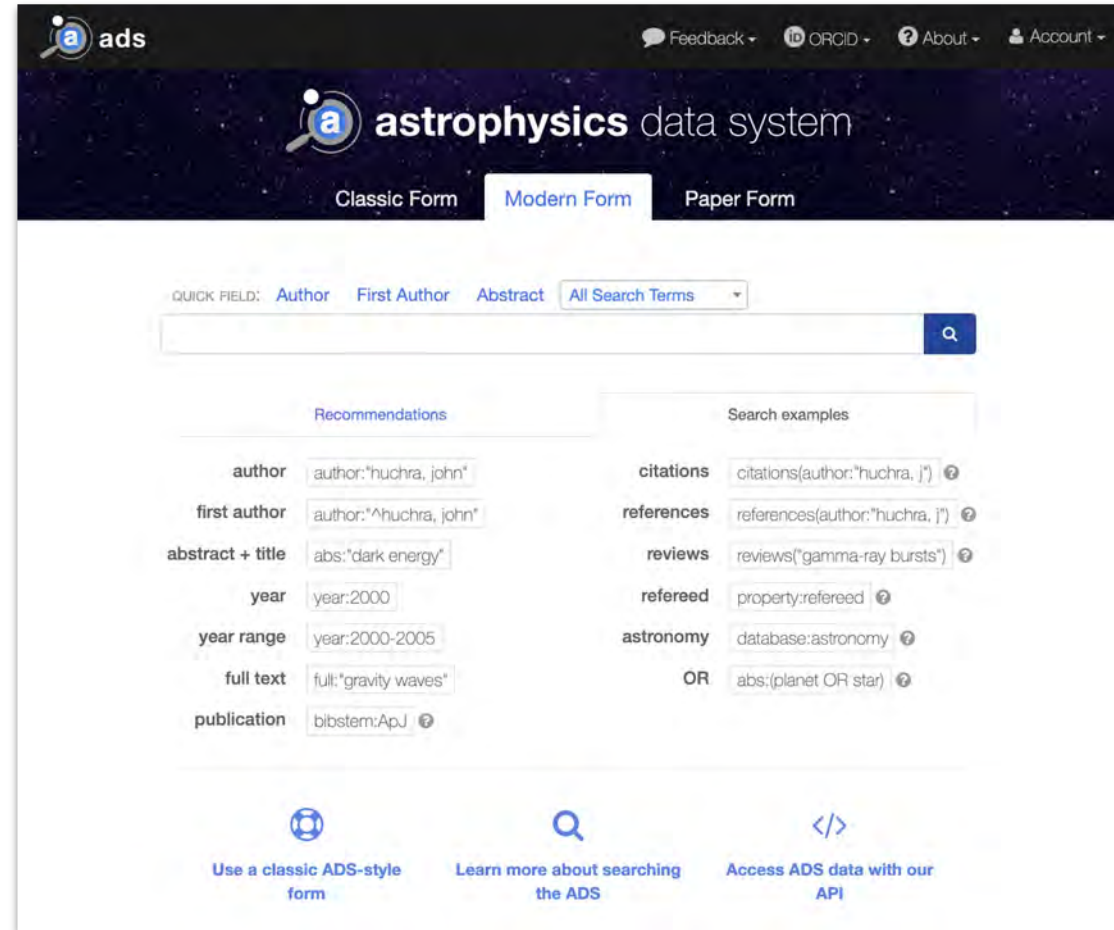 a ads Feedback ORCID About Account
a astrophysics data system
Classic Form Modern Form Paper Form
QUICK FIELD: Author First Author Abstract All Search Terms
Recommendations Search examples
author author:"huchra, john" citations citations(author:"huchra, j")
first author author:"^huchra, john" references references(author:"huchra, j")
abstract + title abs:"dark energy" reviews reviews("gamma-ray bursts")
year year:2000 refereed property:refereed
year range year:2000-2005 astronomy database:astronomy
full text full:"gravity waves" OR abs:(planet OR star)
publication bibstem:ApJ
</>
Use a classic ADS-style Learn more about searching Access ADS data with our
form the ADS API